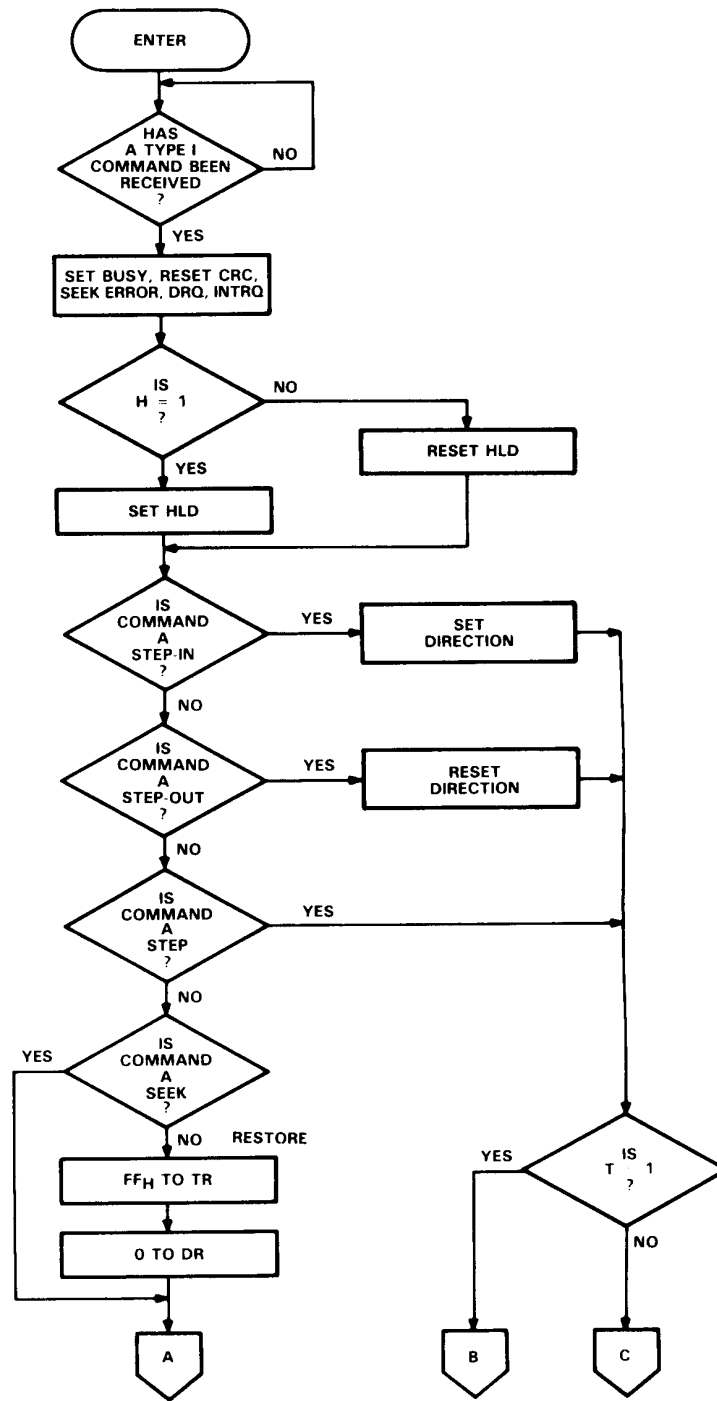 ENTER
HAS
A TYPE I
COMMAND BEEN
RECEIVED
?
NO
YES
SET BUSY, RESET CRC,
SEEK ERROR, DRQ, INTRQ
IS
H = 1
?
NO
RESET HLD
YES
SET HLD
IS
COMMAND
A
STEP-IN
?
YES
SET
DIRECTION
NO
IS
COMMAND
A
STEP-OUT
?
YES
RESET
DIRECTION
NO
IS
COMMAND
A
STEP
?
YES
NO
IS
COMMAND
A
SEEK
?
YES
NO RESTORE
FFH TO TR
0 TO DR
A
IS
T 1
?
YES
NO
B
C